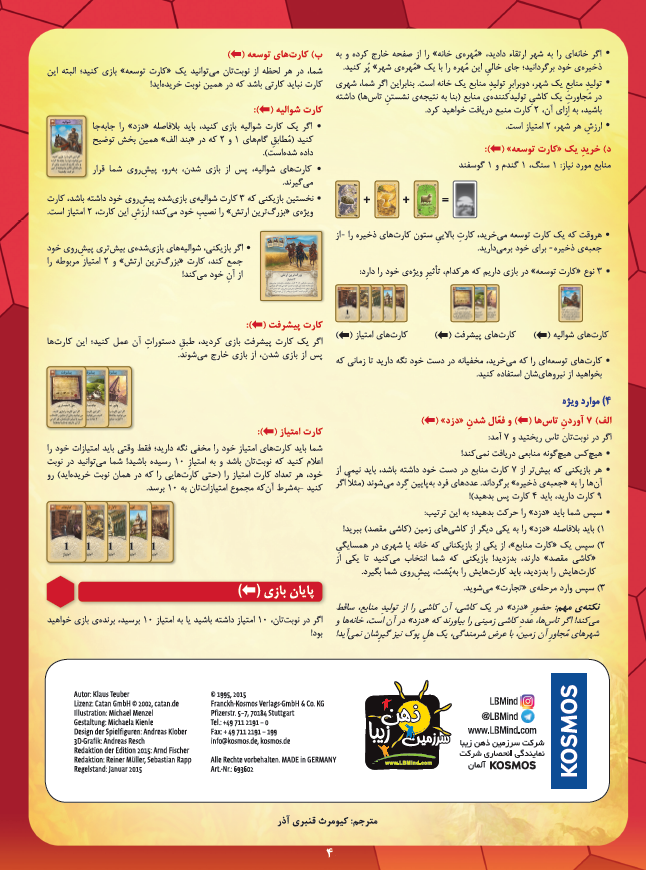 • اگر خانه‌ای را به شهر ارتقاء دادید، «مُهره‌ی خانه» را از صفحه خارج کرده و به
ذخیره‌ی خود برگردانید؛ جای خالیِ این مُهره را با یک «مُهره‌ی شهر» پُر کنید.
• تولیدِ منابعِ یک شهر، دوبرابرِ تولیدِ منابعِ یک خانه است. بنابراین اگر شما، شهری
در مُجاورتِ یک کاشیِ تولیدکننده‌ی منابع (بنا به نتیجه‌ی نشستنِ تاس‌ها) داشته
باشید، به اِزای آن، ۲ کارت منبع دریافت خواهید کرد.
• ارزشِ هر شهر، ۲ امتیاز است.
د) خریدِ یک «کارت توسعه» (⬅):
منابع مورد نیاز: ۱ سنگ، ۱ گندم و ۱ گوسفند
+ + =
• هروقت که یک کارت توسعه می‌خرید، کارتِ بالاییِ ستون کارت‌های ذخیره را -از
جعبه‌ی ذخیره- برای خود برمی‌دارید.
• ۳ نوع «کارت توسعه» در بازی داریم که هرکدام، تأثیرِ ویژه‌ی خود را دارد:
کارت‌های شوالیه (⬅) کارت‌های پیشرفت (⬅) کارت‌های امتیاز (⬅)
• کارت‌های توسعه‌ای را که می‌خرید، مخفیانه در دست خود نگه دارید تا زمانی که
بخواهید از نیروهای‌شان استفاده کنید.
۴) موارد ویژه
الف) ۷ آوردنِ تاس‌ها (⬅) و فعّال شدنِ «دزد» (⬅)
اگر در نوبت‌تان تاس ریختید و ۷ آمد:
• هیچ‌کس هیچ‌گونه منابعی دریافت نمی‌کند!
• هر بازیکنی که بیش‌تر از ۷ کارت منابع در دست خود داشته باشد، باید نیمی از
آن‌ها را به «جعبه‌ی ذخیره» برگرداند. عددهای فرد به‌پایین گِرد می‌شوند (مثلاً اگر
۹ کارت دارید، باید ۴ کارت پس بدهید)!
• سپس شما باید «دزد» را حرکت بدهید؛ به این ترتیب:
۱) باید بلافاصله «دزد» را به یکی دیگر از کاشی‌های زمین (کاشی مقصد) ببرید!
۲) سپس یک «کارت منابع»، از یکی از بازیکنانی که خانه یا شهری در همسایگیِ
«کاشی مقصد» دارند، بدزدید! بازیکنی که شما انتخاب می‌کنید تا یکی از
کارت‌هایش را بدزدید، باید کارت‌هایش را به‌پُشت، پیش‌ِروی شما بگیرد.
۳) سپس وارد مرحله‌ی «تجارت» می‌شوید.
نکته‌ی مهم: حضورِ «دزد» در یک کاشی، آن کاشی را از تولیدِ منابع، ساقط
می‌کند! اگر تاس‌ها، عددِ کاشیِ زمینی را بیاورند که «دزد» در آن است، خانه‌ها و
شهرهای مُجاورِ آن زمین، با عرض شرمندگی، یک هِلِ پوک نیز گیرِشان نمی‌آید!
ب) کارت‌های توسعه (⬅)
شما، در هر لحظه از نوبت‌تان می‌توانید یک «کارت توسعه» بازی کنید؛ البته این
کارت نباید کارتی باشد که در همین نوبت خریده‌اید!
کارت شوالیه (⬅):
• اگر یک کارت شوالیه بازی کنید، باید بلافاصله «دزد» را جابه‌جا
کنید (مُطابقِ گام‌های ۱ و ۲ که در «بند الف» همین بخش توضیح
داده شده‌است).
• کارت‌های شوالیه، پس از بازی شدن، به‌رو، پیش‌ِروی شما قرار
می‌گیرند.
• نخستین بازیکنی که ۳ کارت شوالیه‌ی بازی‌شده پیش‌ِروی خود داشته باشد، کارت
ویژه‌ی «بزرگ‌ترین ارتش» را نصیبِ خود می‌کند؛ ارزشِ این کارت، ۲ امتیاز است.
• اگر بازیکنی، شوالیه‌های بازی‌شده‌ی بیش‌تری پیش‌ِروی خود
جمع کند، کارت «بزرگ‌ترین ارتش» و ۲ امتیاز مربوطه را
از آنِ خود می‌کند!
کارت پیشرفت (⬅):
اگر یک کارت پیشرفت بازی کردید، طبقِ دستوراتِ آن عمل کنید؛ این کارت‌ها
پس از بازی شدن، از بازی خارج می‌شوند.
کارت امتیاز (⬅):
شما باید کارت‌های امتیاز خود را مخفی نگه دارید؛ فقط وقتی باید امتیازات خود را
اعلام کنید که نوبت‌تان باشد و به امتیازِ ۱۰ رسیده باشید! شما می‌توانید در نوبت
خود، هر تعداد کارت امتیاز را (حتی کارت‌هایی را که در همان نوبت خریده‌اید) رو
کنید -به‌شرط آن‌که مجموع امتیازات‌تان به ۱۰ برسد.
1 1
پایان بازی (⬅)
اگر در نوبت‌تان، ۱۰ امتیاز داشته باشید یا به امتیاز ۱۰ برسید، برنده‌ی بازی خواهید
بود!
Autor: Klaus Teuber
Lizenz: Catan GmbH © 2002, catan.de
Illustration: Michael Menzel
Gestaltung: Michaela Kienle
Design der Spielfiguren: Andreas Klober
3D-Grafik: Andreas Resch
Redaktion der Edition 2015: Arnd Fischer
Redaktion: Reiner Müller, Sebastian Rapp
Regelstand: Januar 2015
© 1995, 2015
Franckh-Kosmos Verlags-GmbH & Co. KG
Pfizerstr. 5–7, 70184 Stuttgart
Tel.: +49 711 2191 – 0
Fax: +49 711 2191 – 199
info@kosmos.de, kosmos.de
Alle Rechte vorbehalten. MADE IN GERMANY
Art.-Nr.: 693602
سرزمین ذهن زیبا
www.LBMind.com
LBMind
@LBMind
www.LBMind.com
شرکت سرزمین ذهن زیبا
نمایندگی انحصاری شرکت
KOSMOS آلمان
KOSMOS
مترجم: کیومرث قنبری آذر
۴